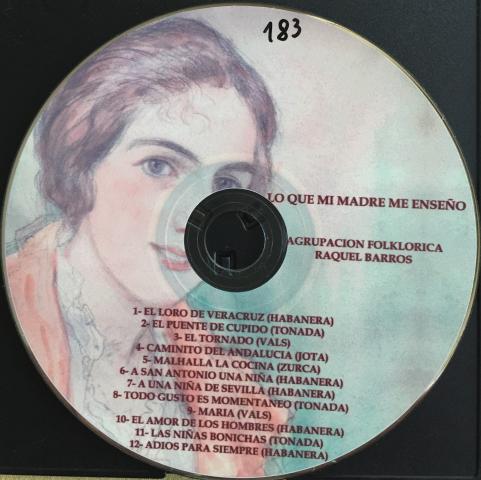 183
LO QUE MI MADRE ME ENSEÑO
AGRUPACION FOLKLORICA
RAQUEL BARROS
1- EL LORO DE VERACRUZ (HABANERA)
2- EL PUENTE DE CUPIDO (TONADA)
3- EL TORNADO (VALS)
4- CAMINITO DEL ANDALUCIA (JOTA)
5- MALHALLA LA COCINA (ZURCA)
6- A SAN ANTONIO UNA NIÑA (HABANERA)
7- A UNA NIÑA DE SEVILLA (HABANERA)
8- TODO GUSTO ES MOMENTANEO (TONADA)
9- MARIA (VALS)
10- EL AMOR DE LOS HOMBRES (HABANERA)
11- LAS NIÑAS BONICHAS (TONADA)
12- ADIOS PARA SIEMPRE (HABANERA)